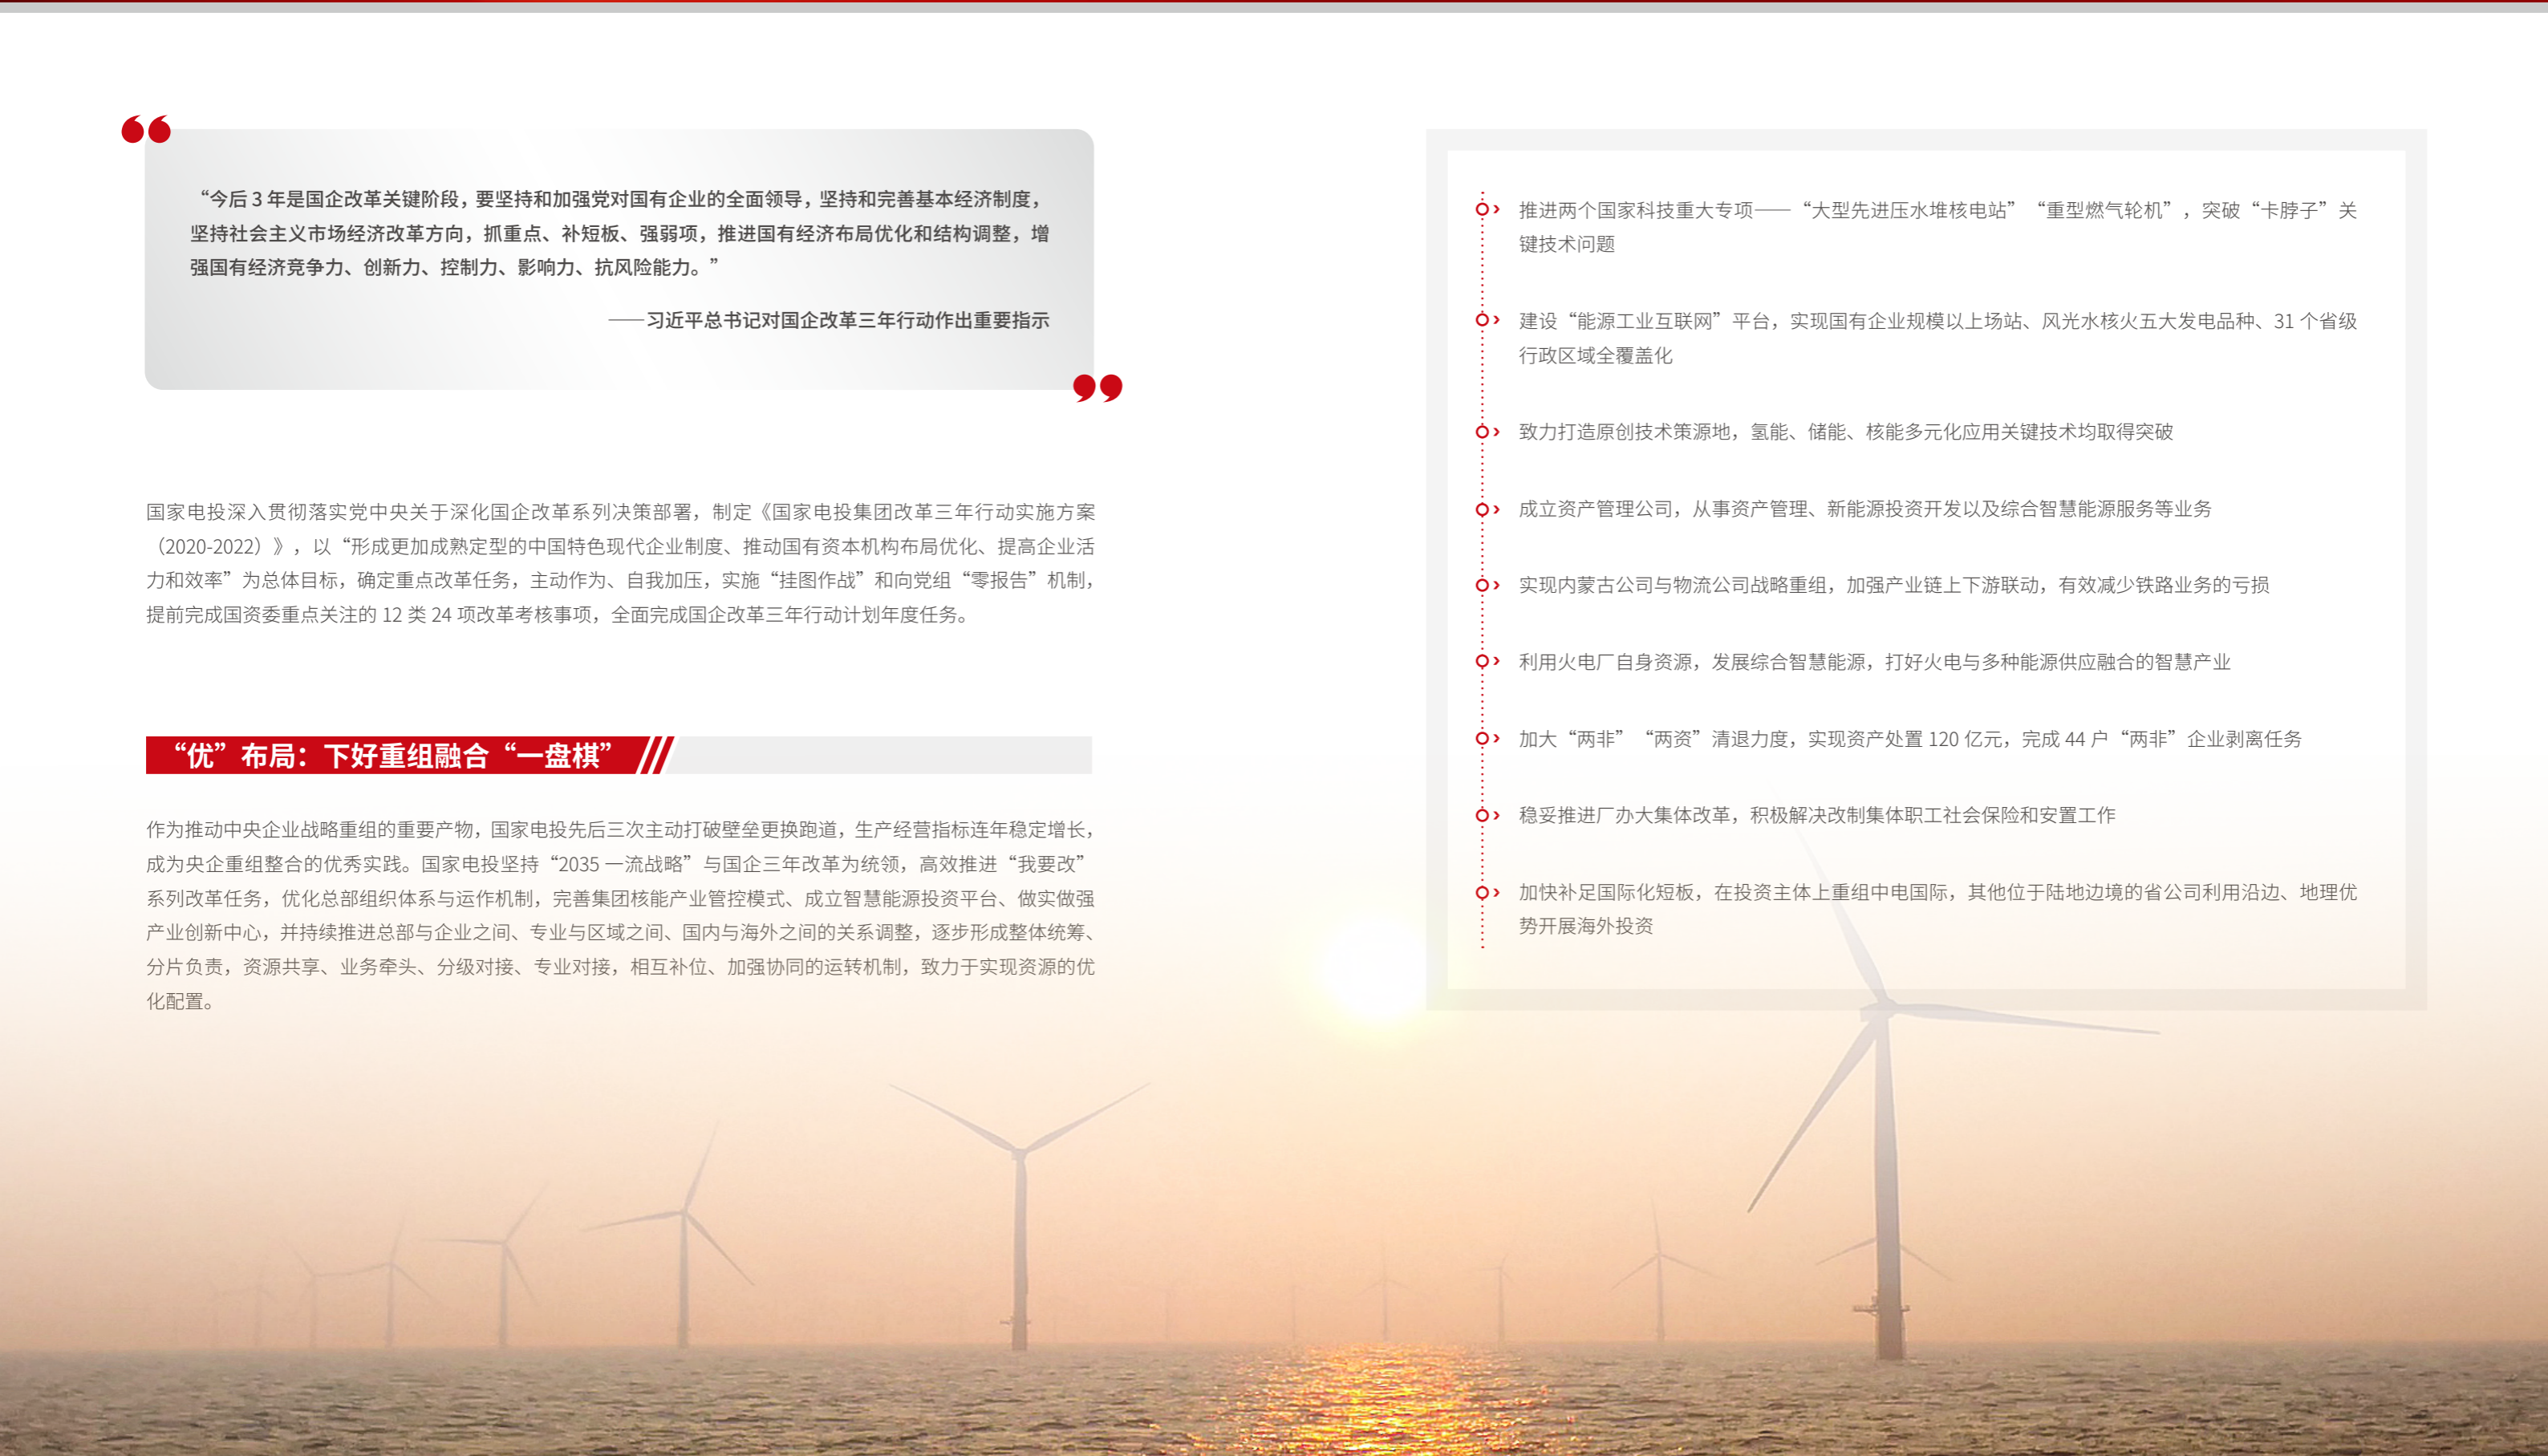 “今后 3 年是国企改革关键阶段，要坚持和加强党对国有企业的全面领导，坚持和完善基本经济制度，
坚持社会主义市场经济改革方向，抓重点、补短板、强弱项，推进国有经济布局优化和结构调整，增
强国有经济竞争力、创新力、控制力、影响力、抗风险能力。”
——习近平总书记对国企改革三年行动作出重要指示
国家电投深入贯彻落实党中央关于深化国企改革系列决策部署，制定《国家电投集团改革三年行动实施方案
（2020-2022）》，以“形成更加成熟定型的中国特色现代企业制度、推动国有资本机构布局优化、提高企业活
力和效率”为总体目标，确定重点改革任务，主动作为、自我加压，实施“挂图作战”和向党组“零报告”机制，
提前完成国资委重点关注的 12 类 24 项改革考核事项，全面完成国企改革三年行动计划年度任务。
“优”布局：下好重组融合“一盘棋”
作为推动中央企业战略重组的重要产物，国家电投先后三次主动打破壁垒更换跑道，生产经营指标连年稳定增长，
成为央企重组整合的优秀实践。国家电投坚持“2035 一流战略”与国企三年改革为统领，高效推进“我要改”
系列改革任务，优化总部组织体系与运作机制，完善集团核能产业管控模式、成立智慧能源投资平台、做实做强
产业创新中心，并持续推进总部与企业之间、专业与区域之间、国内与海外之间的关系调整，逐步形成整体统筹、
分片负责，资源共享、业务牵头、分级对接、专业对接，相互补位、加强协同的运转机制，致力于实现资源的优
化配置。
推进两个国家科技重大专项——“大型先进压水堆核电站”“重型燃气轮机”，突破“卡脖子”关
键技术问题
建设“能源工业互联网”平台，实现国有企业规模以上场站、风光水核火五大发电品种、31 个省级
行政区域全覆盖化
致力打造原创技术策源地，氢能、储能、核能多元化应用关键技术均取得突破
成立资产管理公司，从事资产管理、新能源投资开发以及综合智慧能源服务等业务
实现内蒙古公司与物流公司战略重组，加强产业链上下游联动，有效减少铁路业务的亏损
利用火电厂自身资源，发展综合智慧能源，打好火电与多种能源供应融合的智慧产业
加大“两非”“两资”清退力度，实现资产处置 120 亿元，完成 44 户“两非”企业剥离任务
稳妥推进厂办大集体改革，积极解决改制集体职工社会保险和安置工作
加快补足国际化短板，在投资主体上重组中电国际，其他位于陆地边境的省公司利用沿边、地理优
势开展海外投资